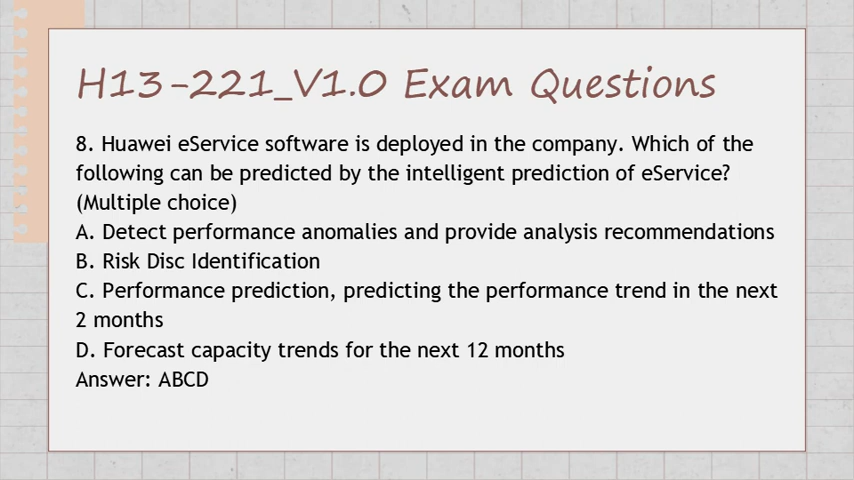 H13-221_V1.0 Exam Questions
8. Huawei eService software is deployed in the company. Which of the
following can be predicted by the intelligent prediction of eService?
(Multiple choice)
A. Detect performance anomalies and provide analysis recommendations
B. Risk Disc Identification
C. Performance prediction, predicting the performance trend in the next
2 months
D. Forecast capacity trends for the next 12 months
Answer: ABCD